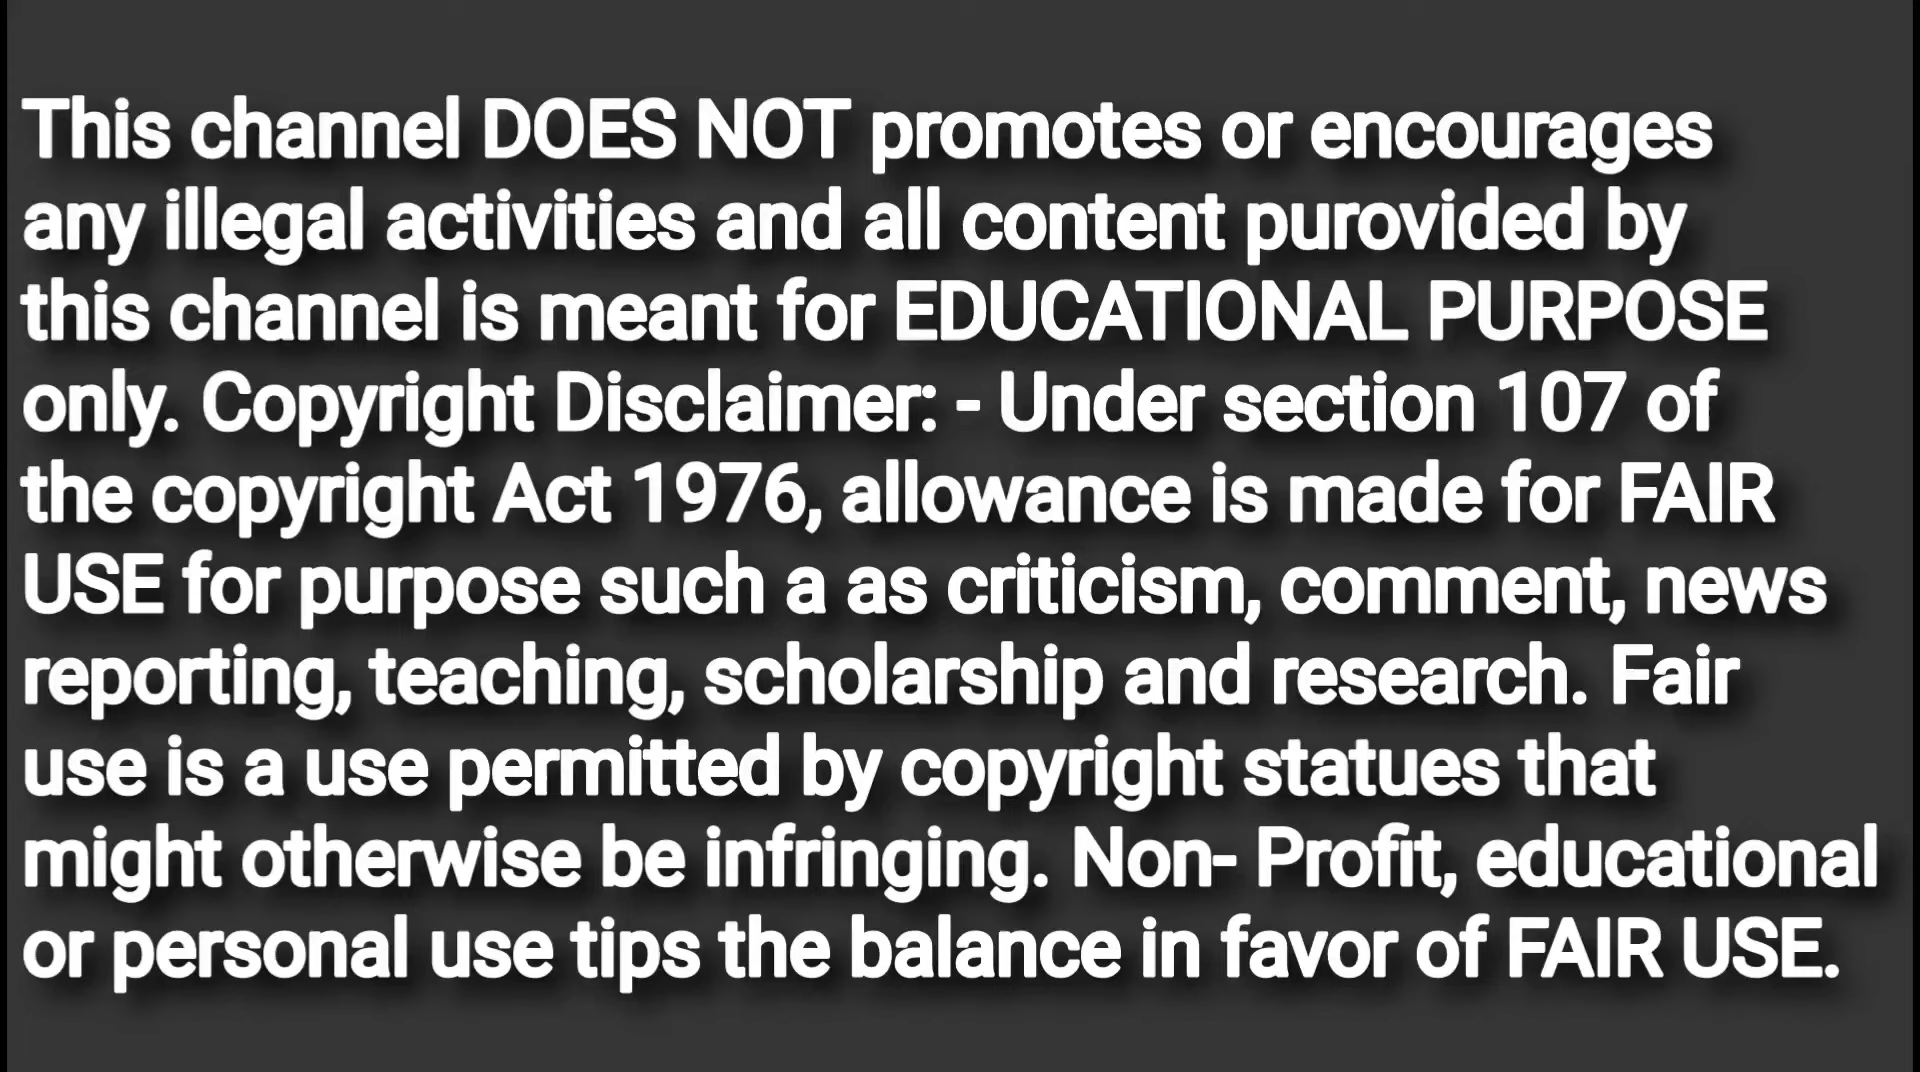 This channel DOES NOT promotes or encourages
any illegal activities and all content purovided by
this channel is meant for EDUCATIONAL PURPOSE
only. Copyright Disclaimer: - Under section 107 of
the copyright Act 1976, allowance is made for FAIR
USE for purpose such a as criticism, comment, news
reporting, teaching, scholarship and research. Fair
use is a use permitted by copyright statues that
might otherwise be infringing. Non- Profit, educational
or personal use tips the balance in favor of FAIR USE.